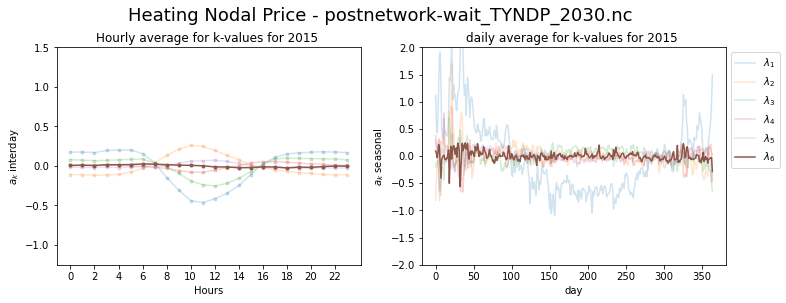 Heating Nodal Price - postnetwork-wait_TYNDP_2030.nc
Hourly average for k-values for 2015
1.5
1.0
0.5
0.0
−0.5
−1.0
a_k interday
0 2 4 6 8 10 12 14 16 18 20 22
Hours
daily average for k-values for 2015
2.0
1.5
1.0
0.5
0.0
−0.5
−1.0
−1.5
−2.0
a_k seasonal
0 50 100 150 200 250 300 350
day
λ₁
λ₂
λ₃
λ₄
λ₅
λ₆